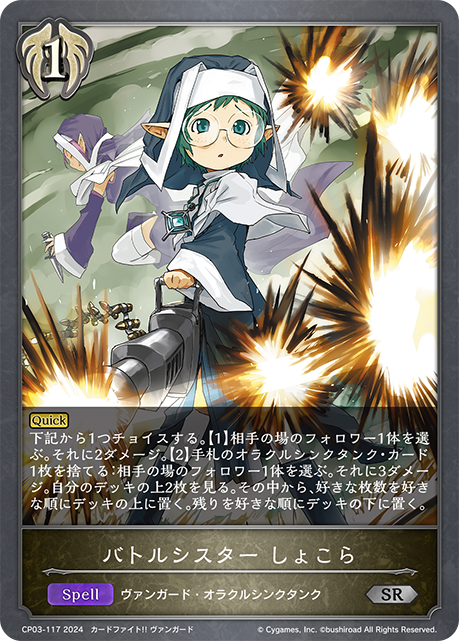 1
Quick
下記から1つチョイスする。【1】相手の場のフォロワー1体を選
ぶ。それに2ダメージ。【2】手札のオラクルシンクタンク・カード
1枚を捨てる：相手の場のフォロワー1体を選ぶ。それに3ダメー
ジ。自分のデッキの上2枚を見る。その中から、好きな枚数を好き
な順にデッキの上に置く。残りを好きな順にデッキの下に置く。
バトルシスター しょこら
Spell ヴァンガード・オラクルシンクタンク SR
CP03-117 2024 カードファイト!! ヴァンガード © Cygames, Inc. ©bushiroad All Rights Reserved.